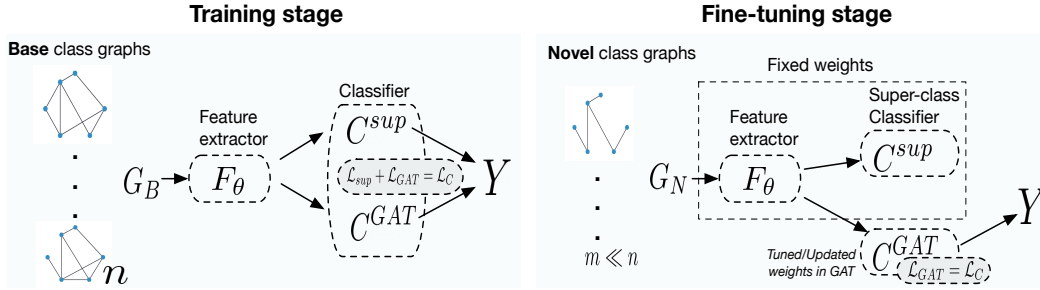 Training stage
Base class graphs
n
G_B
Feature
extractor
F_θ
Classifier
C^{sup}
ℒ_{sup} + ℒ_{GAT} = ℒ_C
C^{GAT}
Y
Fine-tuning stage
Novel class graphs
m ≪ n
G_N
Fixed weights
Feature
extractor
F_θ
Super-class
Classifier
C^{sup}
Tuned/Updated
weights in GAT
C^{GAT}
ℒ_{GAT} = ℒ_C
Y